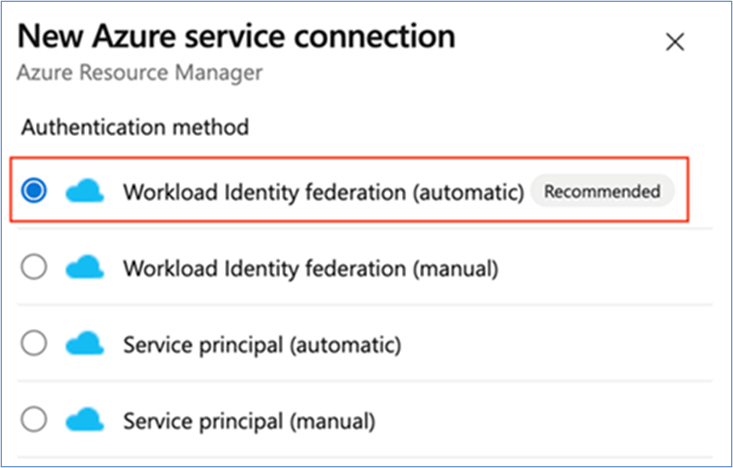 New Azure service connection
Azure Resource Manager
Authentication method
Workload Identity federation (automatic) Recommended
Workload Identity federation (manual)
Service principal (automatic)
Service principal (manual)